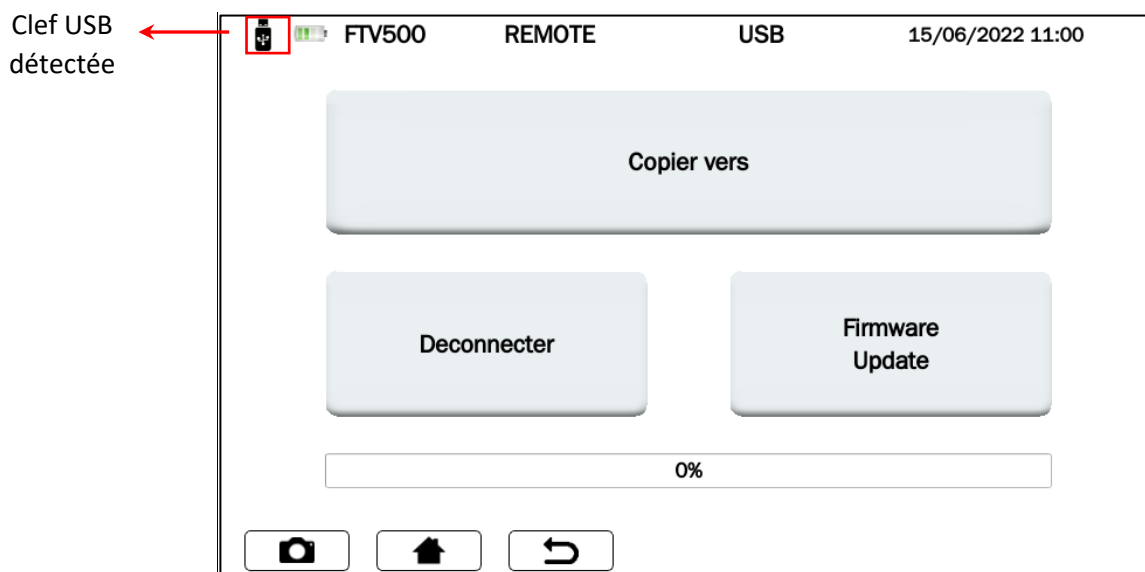 Clef USB
détectée
FTV500 REMOTE USB 15/06/2022 11:00
Copier vers
Deconnecter
Firmware
Update
0%